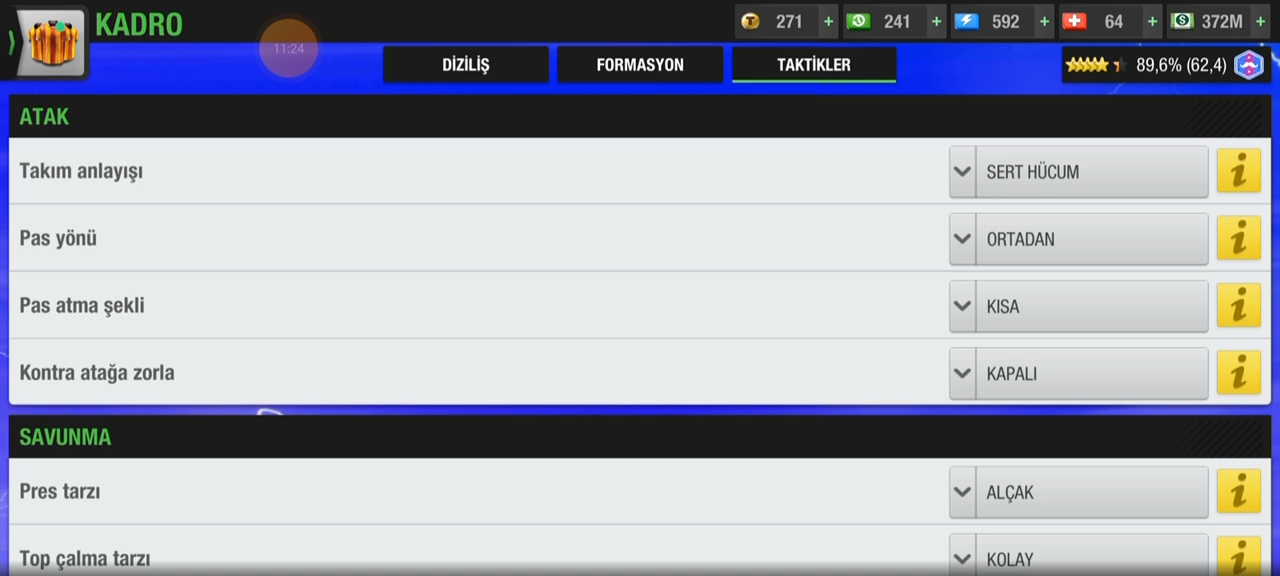 KADRO
11:24
271 +
241 +
592 +
64 +
372M +
DİZİLİŞ
FORMASYON
TAKTİKLER
89,6% (62,4)
ATAK
Takım anlayışı
SERT HÜCUM
Pas yönü
ORTADAN
Pas atma şekli
KISA
Kontra atağa zorla
KAPALI
SAVUNMA
Pres tarzı
ALÇAK
Top çalma tarzı
KOLAY